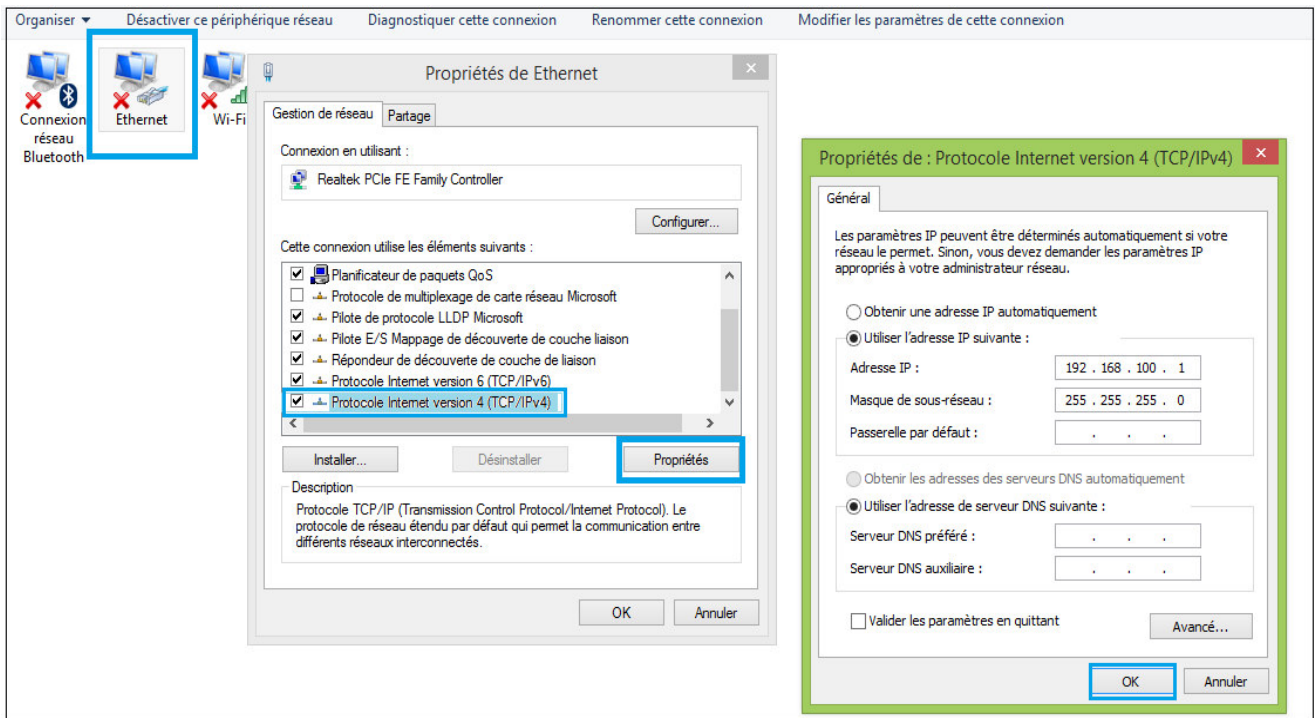 Organiser Désactiver ce périphérique réseau Diagnostiquer cette connexion Renommer cette connexion Modifier les paramètres de cette connexion
Connexion
réseau
Bluetooth
Ethernet
Wi-Fi
Propriétés de Ethernet
Gestion de réseau Partage
Connexion en utilisant :
Realtek PCIe FE Family Controller
Configurer...
Cette connexion utilise les éléments suivants :
Planificateur de paquets QoS
Protocole de multiplexage de carte réseau Microsoft
Pilote de protocole LLDP Microsoft
Pilote E/S Mappage de découverte de couche liaison
Répondeur de découverte de couche de liaison
Protocole Internet version 6 (TCP/IPv6)
Protocole Internet version 4 (TCP/IPv4)
Installer... Désinstaller Propriétés
Description
Protocole TCP/IP (Transmission Control Protocol/Internet Protocol). Le
protocole de réseau étendu par défaut qui permet la communication entre
différents réseaux interconnectés.
OK Annuler
Propriétés de : Protocole Internet version 4 (TCP/IPv4)
Général
Les paramètres IP peuvent être déterminés automatiquement si votre
réseau le permet. Sinon, vous devez demander les paramètres IP
appropriés à votre administrateur réseau.
Obtenir une adresse IP automatiquement
Utiliser l'adresse IP suivante :
Adresse IP : 192 . 168 . 100 . 1
Masque de sous-réseau : 255 . 255 . 255 . 0
Passerelle par défaut : . . .
Obtenir les adresses des serveurs DNS automatiquement
Utiliser l'adresse de serveur DNS suivante :
Serveur DNS préféré : . . .
Serveur DNS auxiliaire : . . .
Valider les paramètres en quittant
Avancé...
OK Annuler